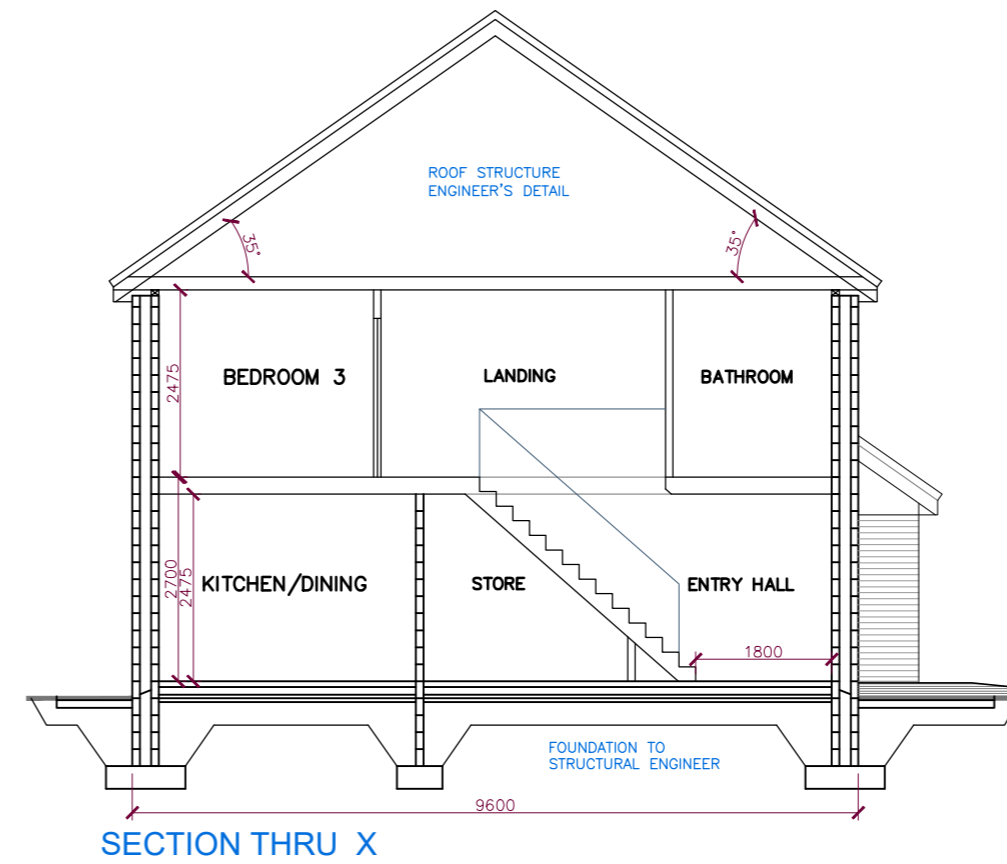 ROOF STRUCTURE
ENGINEER'S DETAIL
35°
35°
2475
BEDROOM 3
LANDING
BATHROOM
2700
2475
KITCHEN/DINING
STORE
ENTRY HALL
1800
FOUNDATION TO
STRUCTURAL ENGINEER
9600
SECTION THRU X